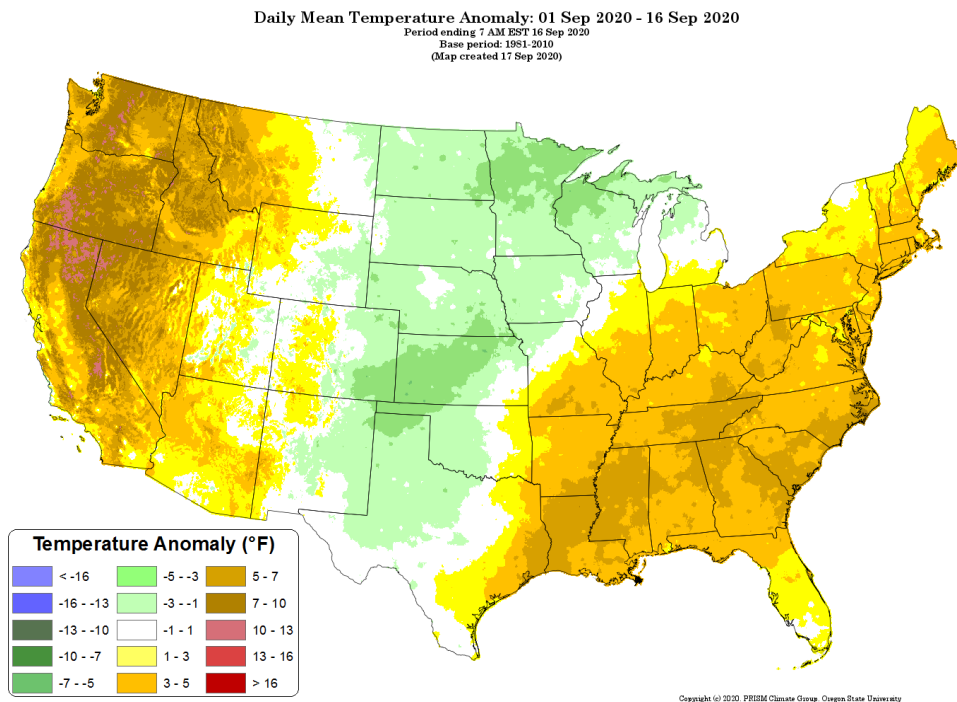 Daily Mean Temperature Anomaly: 01 Sep 2020 - 16 Sep 2020
Period ending 7 AM EST 16 Sep 2020
Base period: 1981-2010
(Map created 17 Sep 2020)
Temperature Anomaly (°F)
< -16
-16 - -13
-13 - -10
-10 - -7
-7 - -5
-5 - -3
-3 - -1
-1 - 1
1 - 3
3 - 5
5 - 7
7 - 10
10 - 13
13 - 16
> 16
Copyright (c) 2020, PRISM Climate Group, Oregon State University